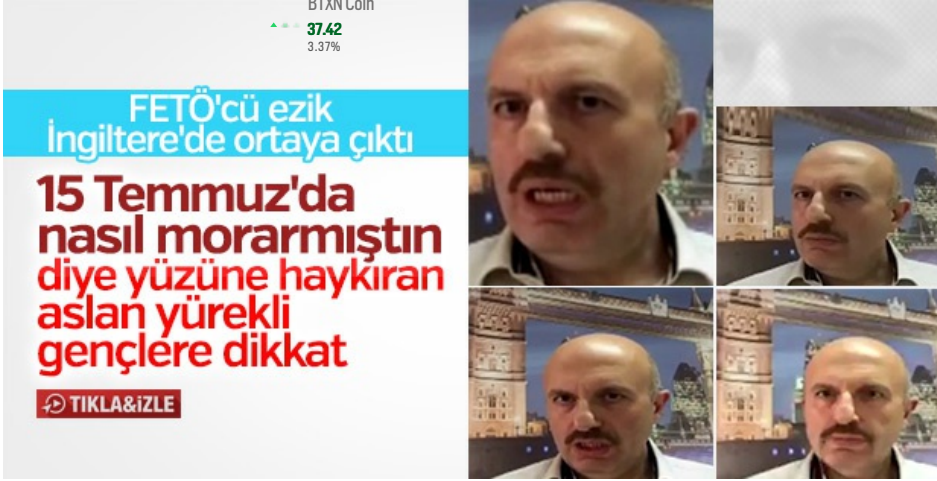 BTXN Coin
37.42
3.37%
FETÖ'cü ezik
İngiltere'de ortaya çıktı
15 Temmuz'da
nasıl morarmıştın
diye yüzüne haykıran
aslan yürekli
gençlere dikkat
TIKLA&iZLE